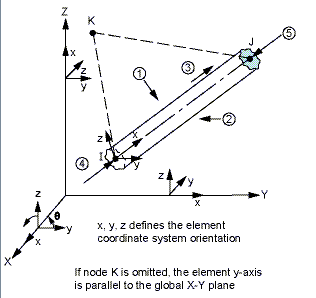 Z
K
J
⑤
x
z
y
③
①
②
z
x
I
y
④
z
y
x
Y
z
θ
y
x
X
x, y, z defines the element
coordinate system orientation
If node K is omitted, the element y-axis
is parallel to the global X-Y plane